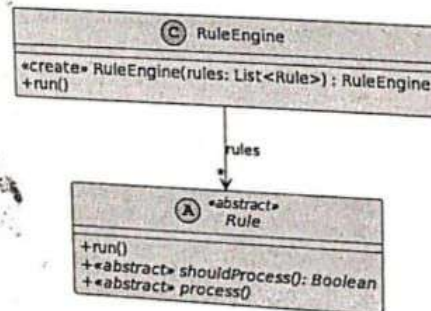 C RuleEngine
«create» RuleEngine(rules: List<Rule>) : RuleEngine
+run()
rules
*
A «abstract»
Rule
+run()
+«abstract» shouldProcess(): Boolean
+«abstract» process()